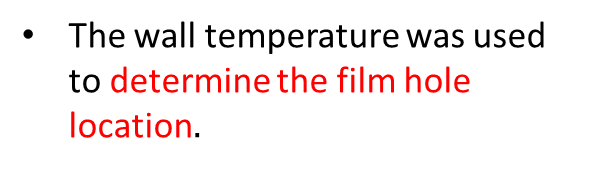 • The wall temperature was used
to determine the film hole
location.